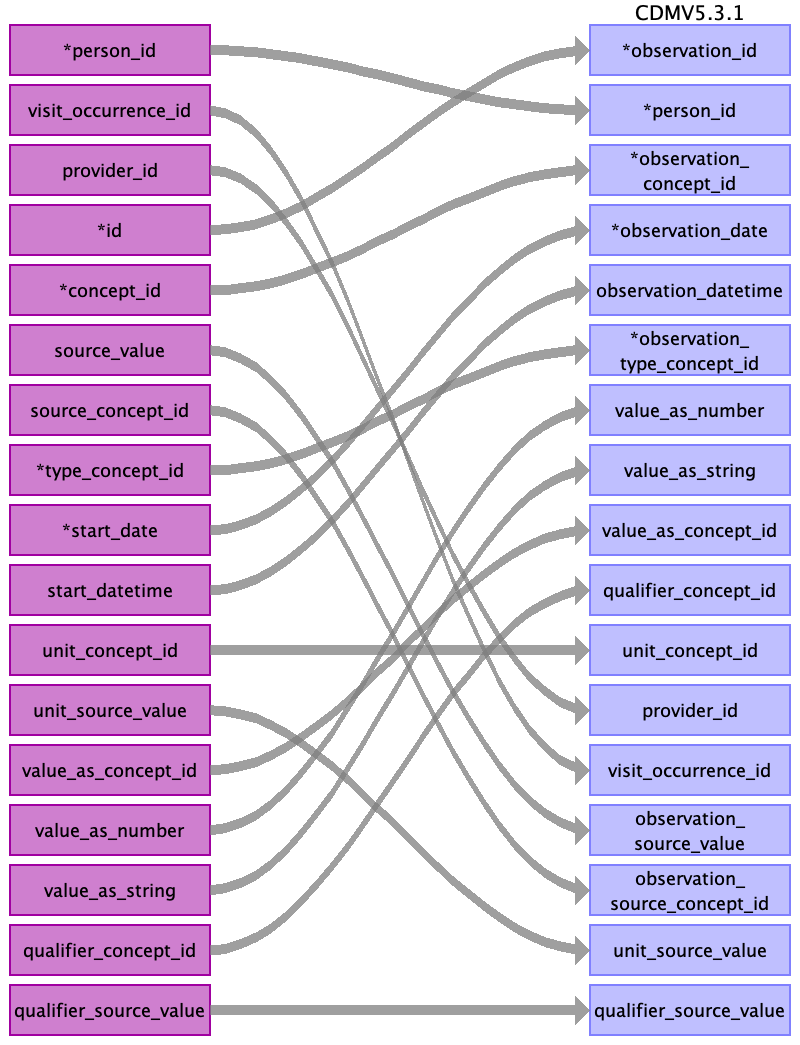 CDMV5.3.1
*person_id
visit_occurrence_id
provider_id
*id
*concept_id
source_value
source_concept_id
*type_concept_id
*start_date
start_datetime
unit_concept_id
unit_source_value
value_as_concept_id
value_as_number
value_as_string
qualifier_concept_id
qualifier_source_value
*observation_id
*person_id
*observation_
concept_id
*observation_date
observation_datetime
*observation_
type_concept_id
value_as_number
value_as_string
value_as_concept_id
qualifier_concept_id
unit_concept_id
provider_id
visit_occurrence_id
observation_
source_value
observation_
source_concept_id
unit_source_value
qualifier_source_value